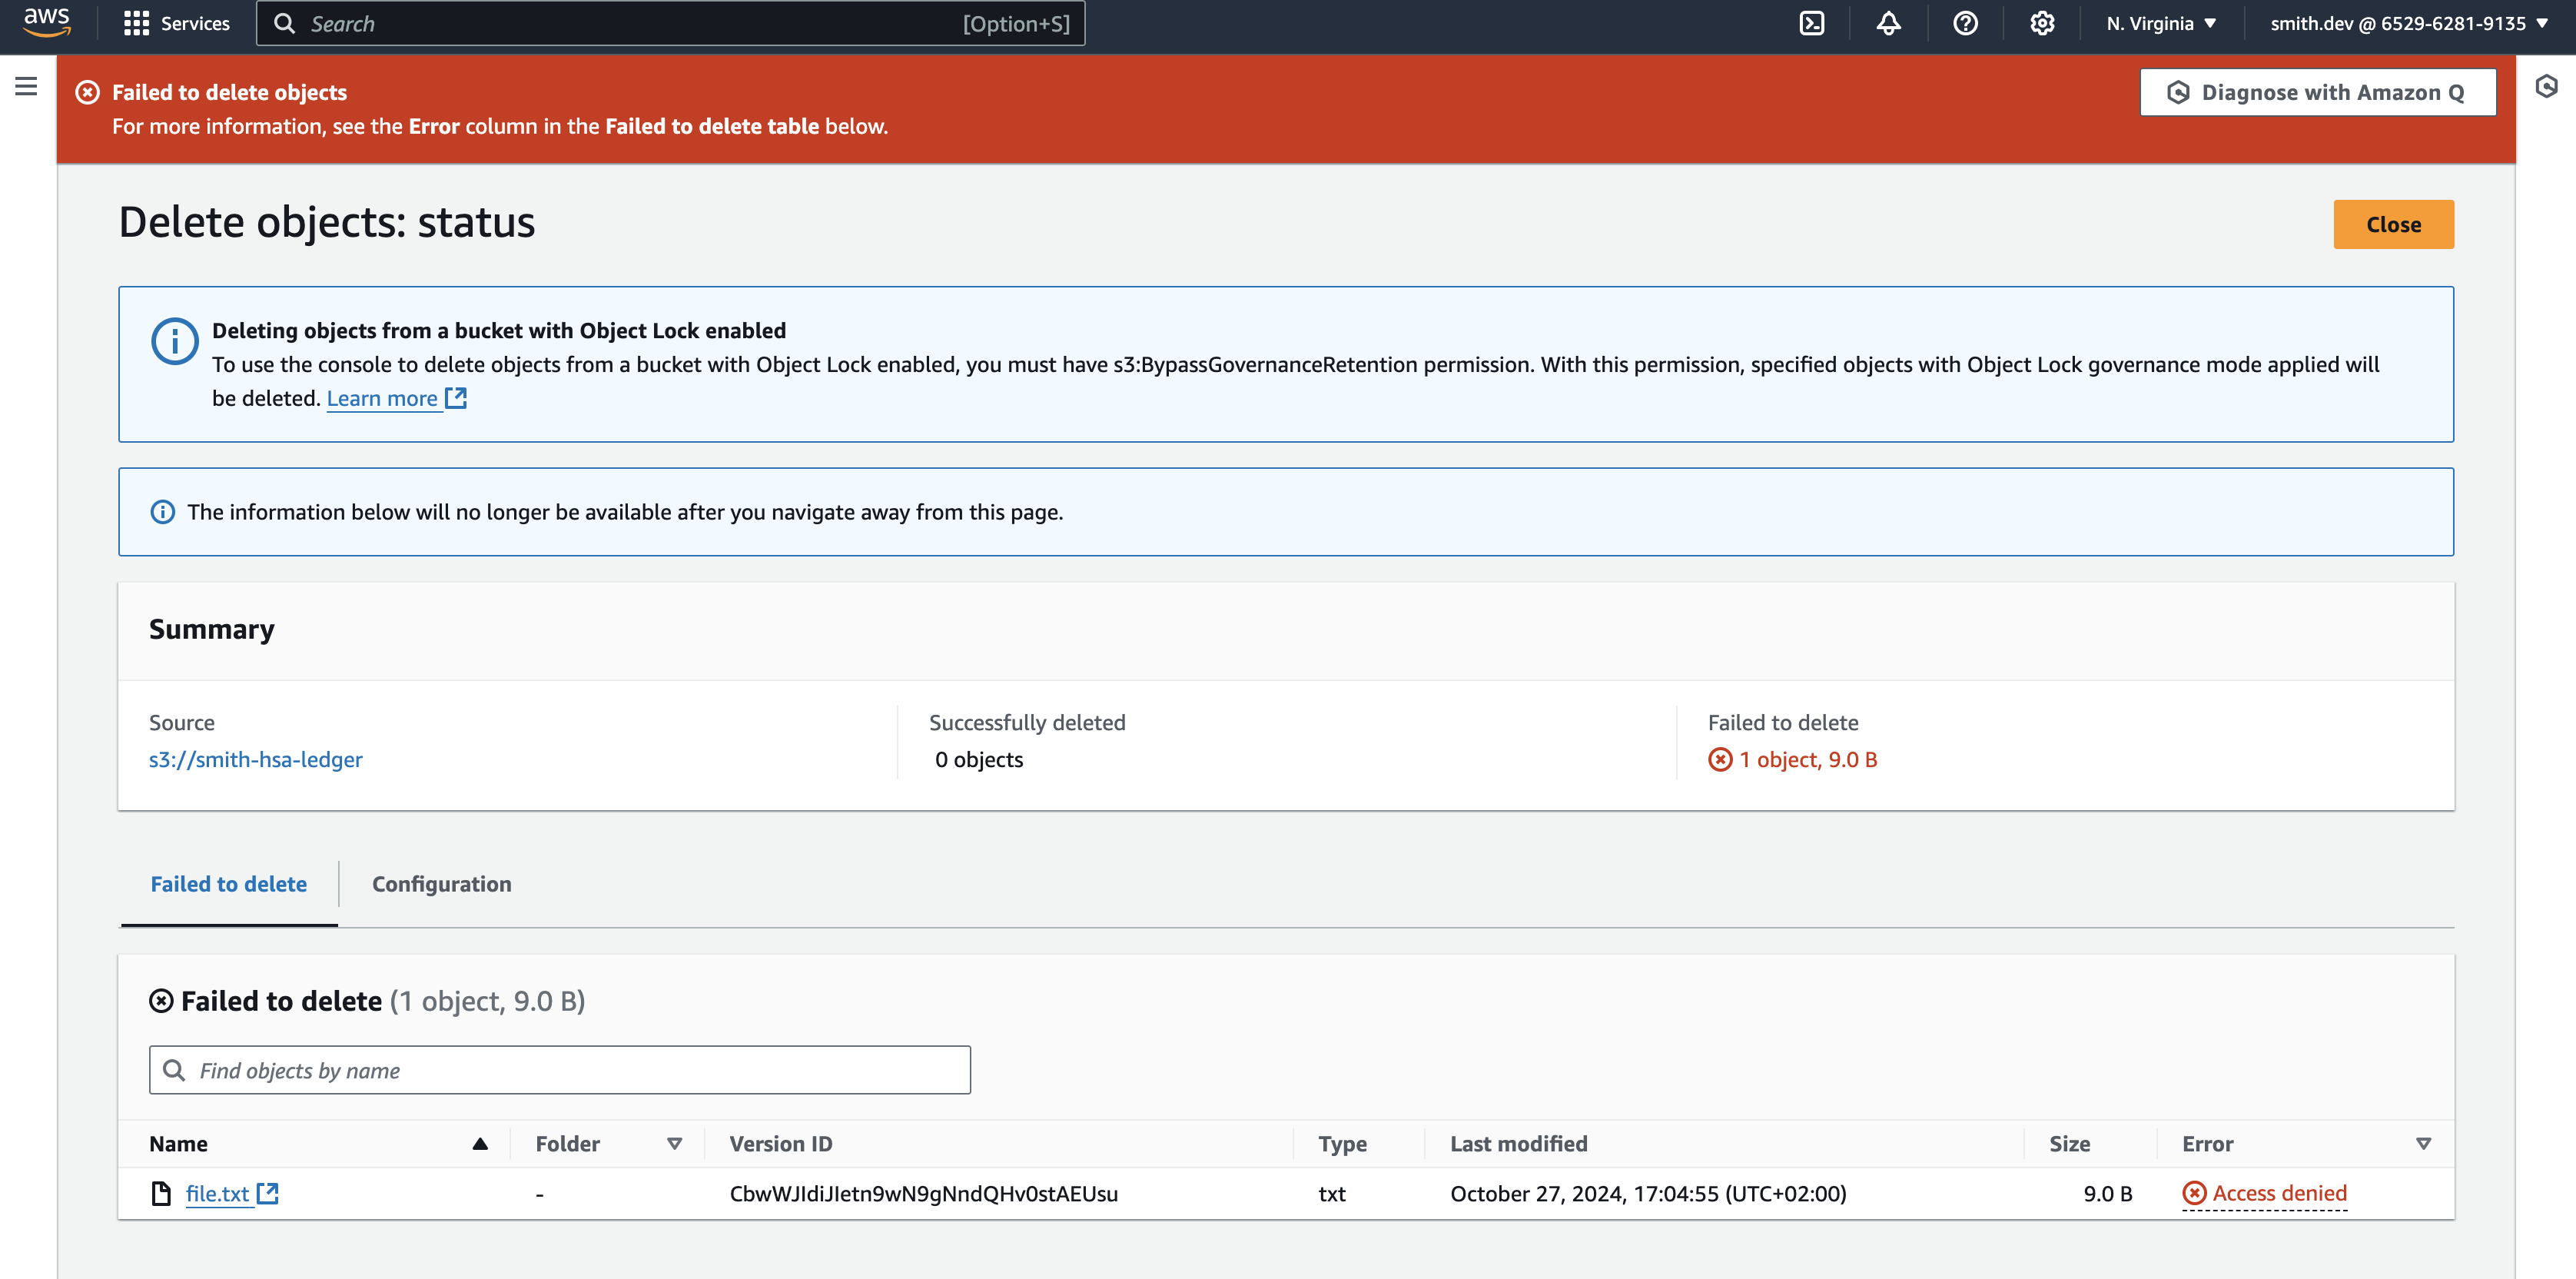 aws
Services
Search
[Option+S]
N. Virginia
smith.dev @ 6529-6281-9135
Failed to delete objects
For more information, see the Error column in the Failed to delete table below.
Diagnose with Amazon Q
Delete objects: status
Close
Deleting objects from a bucket with Object Lock enabled
To use the console to delete objects from a bucket with Object Lock enabled, you must have s3:BypassGovernanceRetention permission. With this permission, specified objects with Object Lock governance mode applied will
be deleted. Learn more
The information below will no longer be available after you navigate away from this page.
Summary
Source
s3://smith-hsa-ledger
Successfully deleted
0 objects
Failed to delete
1 object, 9.0 B
Failed to delete
Configuration
Failed to delete (1 object, 9.0 B)
Find objects by name
Name
Folder
Version ID
Type
Last modified
Size
Error
file.txt
-
CbwWJIdiJIetn9wN9gNndQHv0stAEUsu
txt
October 27, 2024, 17:04:55 (UTC+02:00)
9.0 B
Access denied